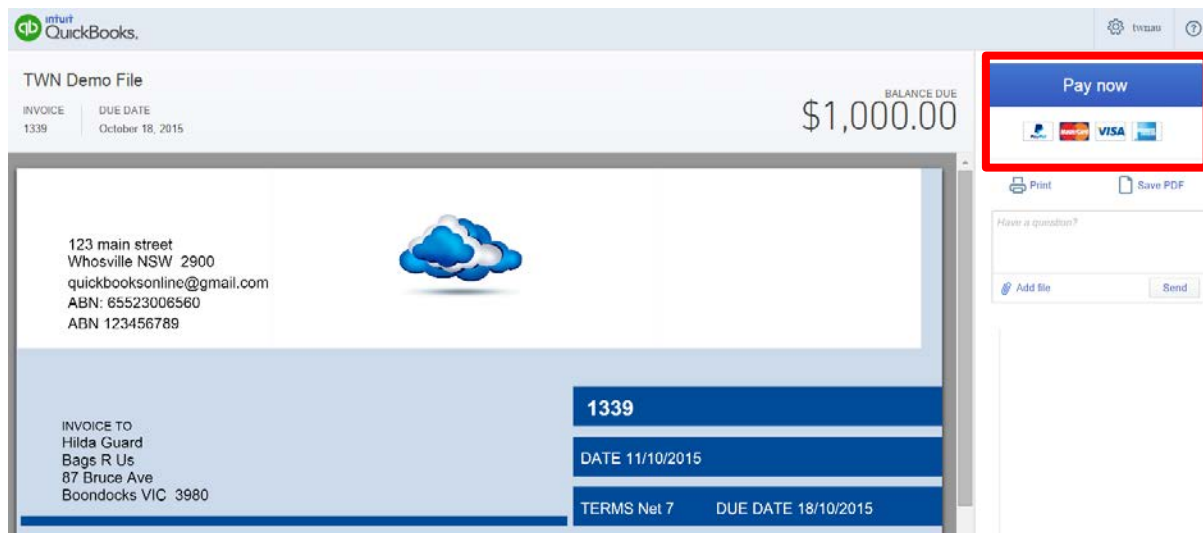 intuit
QuickBooks.
twnau
?
TWN Demo File
INVOICE
1339
DUE DATE
October 18, 2015
BALANCE DUE
$1,000.00
Pay now
PayPal
MasterCard
VISA
Print
Save PDF
Have a question?
Add file
Send
123 main street
Whosville NSW 2900
quickbooksonline@gmail.com
ABN: 65523006560
ABN 123456789
INVOICE TO
Hilda Guard
Bags R Us
87 Bruce Ave
Boondocks VIC 3980
1339
DATE 11/10/2015
TERMS Net 7 DUE DATE 18/10/2015